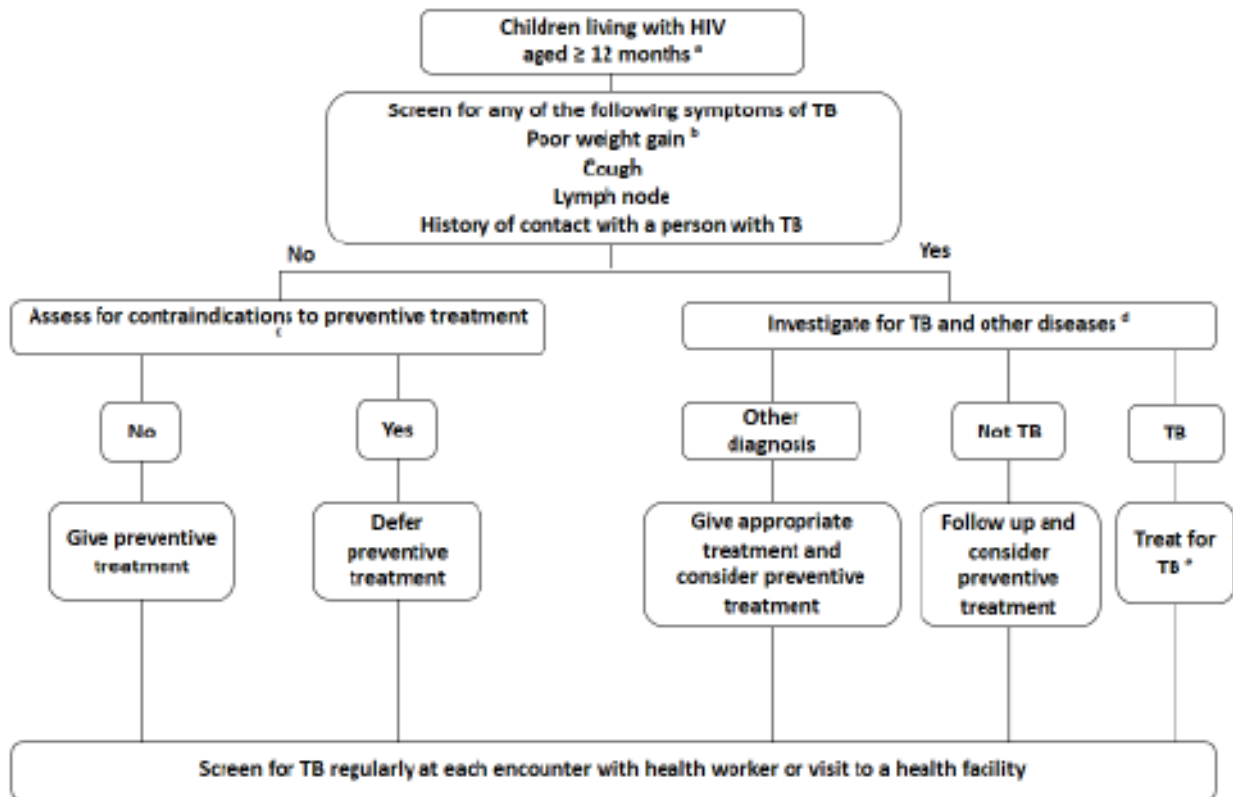 Children living with HIV
aged ≥ 12 months a
Screen for any of the following symptoms of TB
Poor weight gain b
Cough
Lymph node
History of contact with a person with TB
No
Yes
Assess for contraindications to preventive treatment
c
Investigate for TB and other diseases d
No
Yes
Other
diagnosis
Not TB
TB
Give preventive
treatment
Defer
preventive
treatment
Give appropriate
treatment and
consider preventive
treatment
Follow up and
consider
preventive
treatment
Treat for
TB e
Screen for TB regularly at each encounter with health worker or visit to a health facility